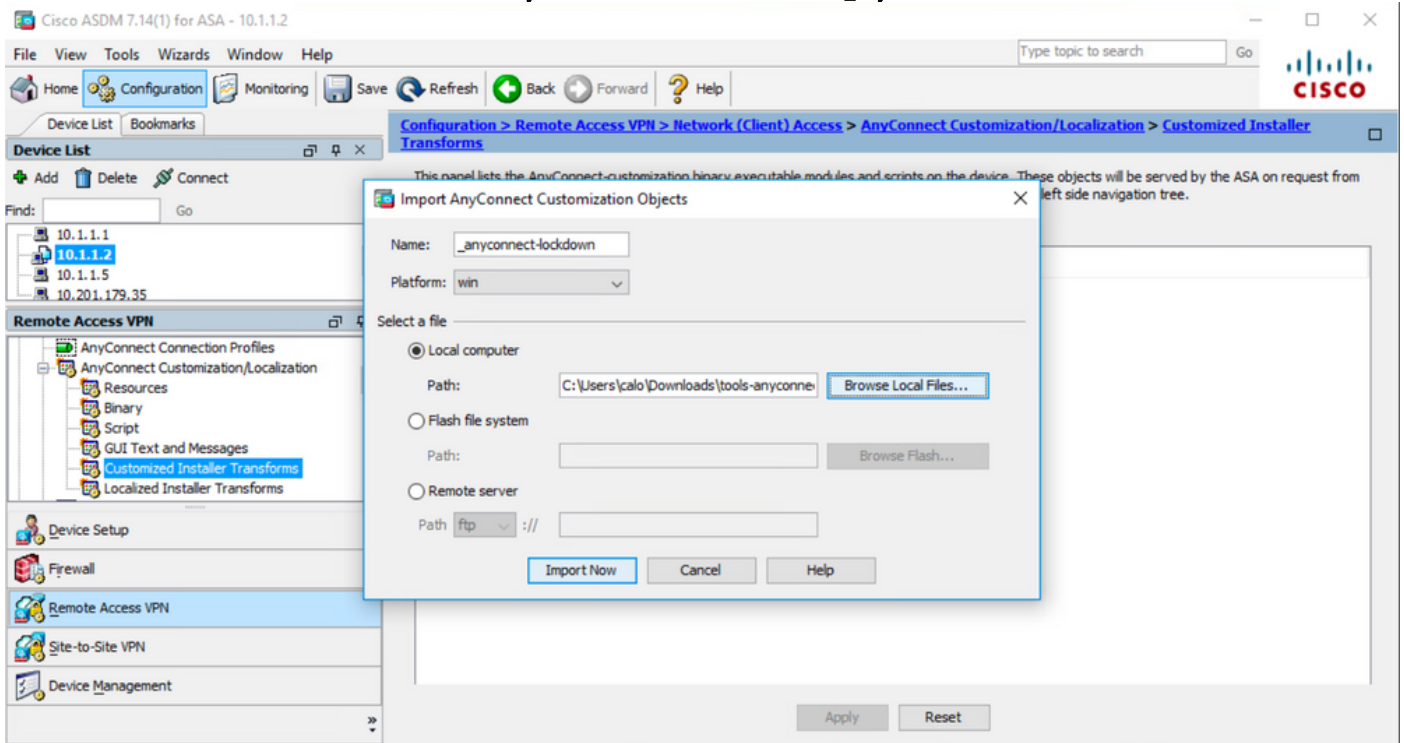 Cisco ASDM 7.14(1) for ASA - 10.1.1.2
File View Tools Wizards Window Help
Type topic to search Go
Home Configuration Monitoring Save Refresh Back Forward Help
CISCO
Device List Bookmarks
Configuration > Remote Access VPN > Network (Client) Access > AnyConnect Customization/Localization > Customized Installer
Transforms
Device List
Add Delete Connect
This panel lists the AnyConnect-customization binary executable modules and scripts on the device. These objects will be served by the ASA on request from
left side navigation tree.
Find: Go
10.1.1.1
10.1.1.2
10.1.1.5
10.201.179.35
Remote Access VPN
AnyConnect Connection Profiles
AnyConnect Customization/Localization
Resources
Binary
Script
GUI Text and Messages
Customized Installer Transforms
Localized Installer Transforms
Device Setup
Firewall
Remote Access VPN
Site-to-Site VPN
Device Management
Import AnyConnect Customization Objects
Name: _anyconnect-lockdown
Platform: win
Select a file
Local computer
Path: C:\Users\calo\Downloads\tools-anyconne Browse Local Files...
Flash file system
Path: Browse Flash...
Remote server
Path ftp ://
Import Now Cancel Help
Apply Reset